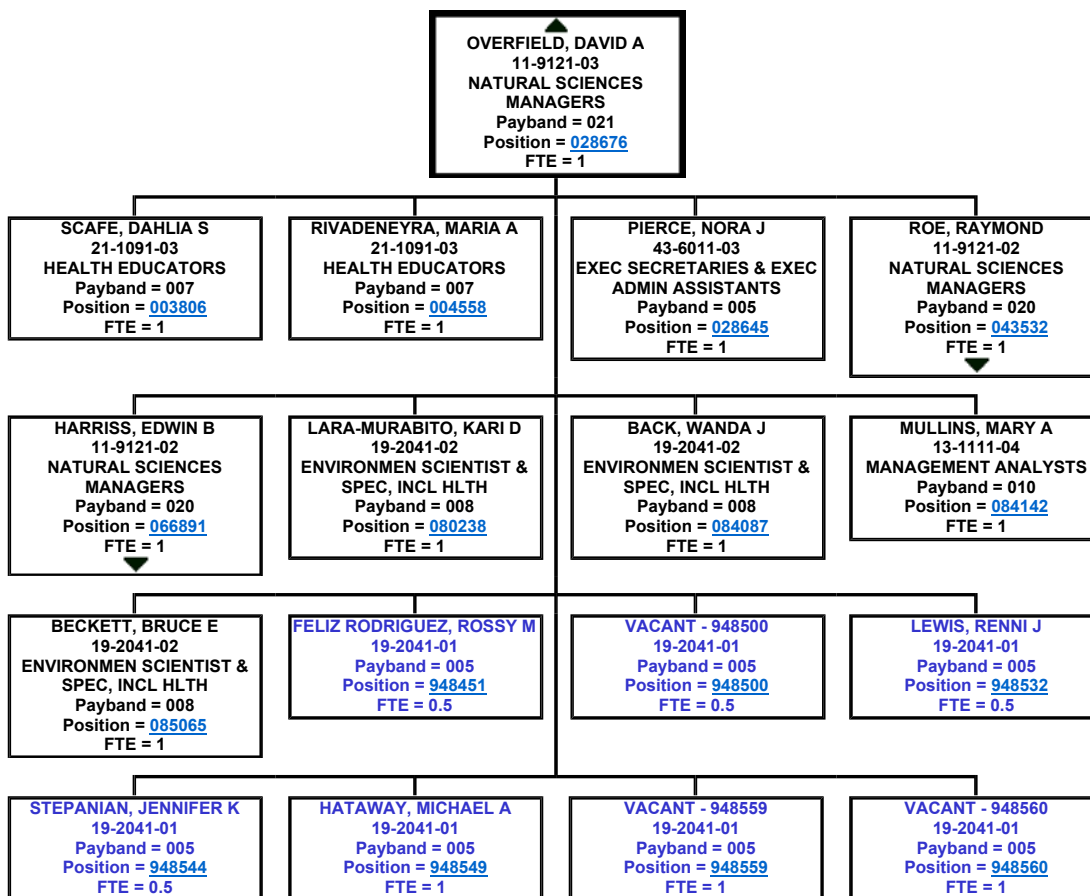 OVERFIELD, DAVID A
11-9121-03
NATURAL SCIENCES
MANAGERS
Payband = 021
Position = 028676
FTE = 1
SCAFE, DAHLIA S
21-1091-03
HEALTH EDUCATORS
Payband = 007
Position = 003806
FTE = 1
RIVADENEYRA, MARIA A
21-1091-03
HEALTH EDUCATORS
Payband = 007
Position = 004558
FTE = 1
PIERCE, NORA J
43-6011-03
EXEC SECRETARIES & EXEC
ADMIN ASSISTANTS
Payband = 005
Position = 028645
FTE = 1
ROE, RAYMOND
11-9121-02
NATURAL SCIENCES
MANAGERS
Payband = 020
Position = 043532
FTE = 1
HARRISS, EDWIN B
11-9121-02
NATURAL SCIENCES
MANAGERS
Payband = 020
Position = 066891
FTE = 1
LARA-MURABITO, KARI D
19-2041-02
ENVIRONMEN SCIENTIST &
SPEC, INCL HLTH
Payband = 008
Position = 080238
FTE = 1
BACK, WANDA J
19-2041-02
ENVIRONMEN SCIENTIST &
SPEC, INCL HLTH
Payband = 008
Position = 084087
FTE = 1
MULLINS, MARY A
13-1111-04
MANAGEMENT ANALYSTS
Payband = 010
Position = 084142
FTE = 1
BECKETT, BRUCE E
19-2041-02
ENVIRONMEN SCIENTIST &
SPEC, INCL HLTH
Payband = 008
Position = 085065
FTE = 1
FELIZ RODRIGUEZ, ROSSY M
19-2041-01
Payband = 005
Position = 948451
FTE = 0.5
VACANT - 948500
19-2041-01
Payband = 005
Position = 948500
FTE = 0.5
LEWIS, RENNI J
19-2041-01
Payband = 005
Position = 948532
FTE = 0.5
STEPANIAN, JENNIFER K
19-2041-01
Payband = 005
Position = 948544
FTE = 0.5
HATAWAY, MICHAEL A
19-2041-01
Payband = 005
Position = 948549
FTE = 1
VACANT - 948559
19-2041-01
Payband = 005
Position = 948559
FTE = 1
VACANT - 948560
19-2041-01
Payband = 005
Position = 948560
FTE = 1